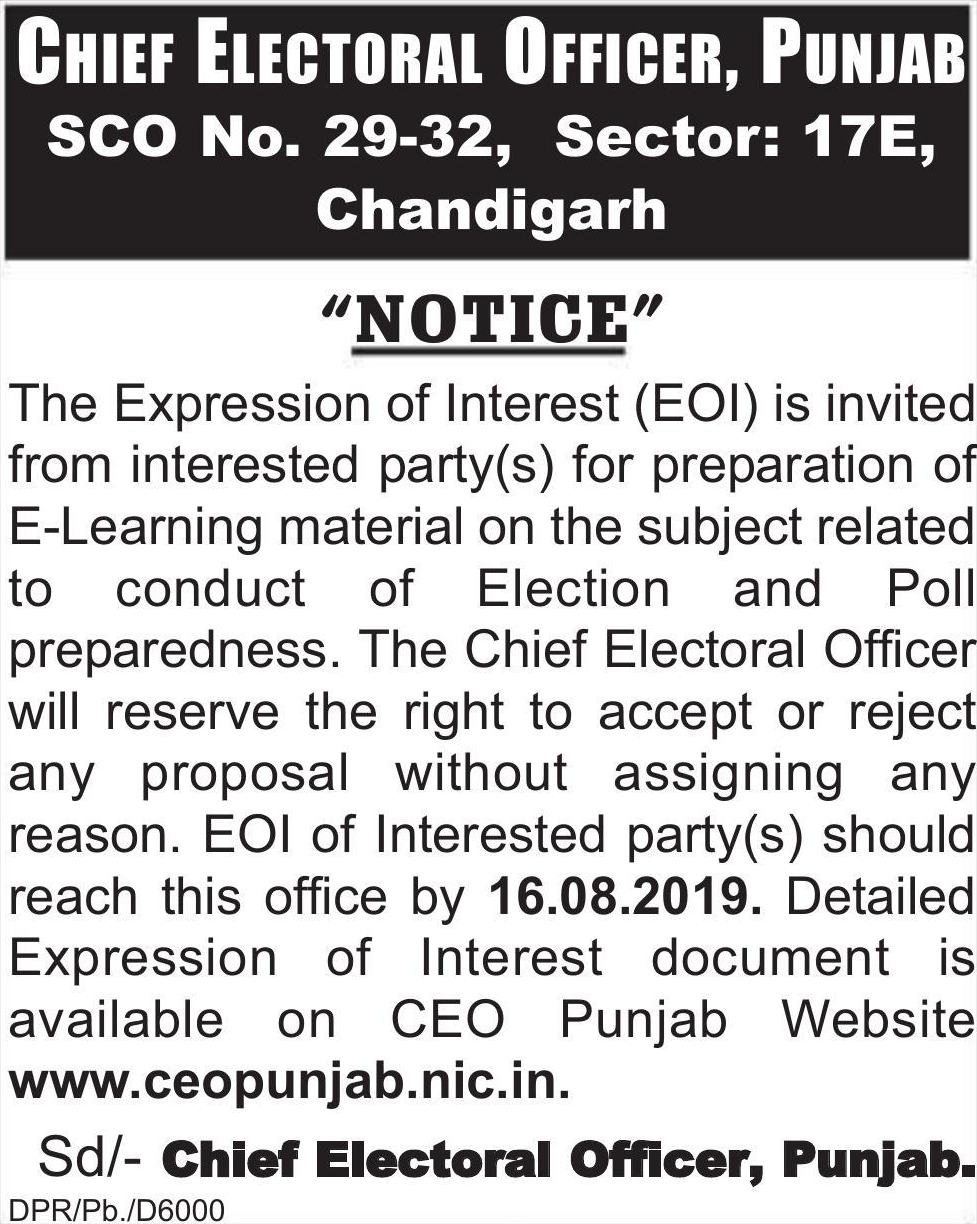 CHIEF ELECTORAL OFFICER, PUNJAB
SCO No. 29-32, Sector: 17E,
Chandigarh
“NOTICE”
The Expression of Interest (EOI) is invited
from interested party(s) for preparation of
E-Learning material on the subject related
to conduct of Election and Poll
preparedness. The Chief Electoral Officer
will reserve the right to accept or reject
any proposal without assigning any
reason. EOI of Interested party(s) should
reach this office by 16.08.2019. Detailed
Expression of Interest document is
available on CEO Punjab Website
www.ceopunjab.nic.in.
Sd/- Chief Electoral Officer, Punjab.
DPR/Pb./D6000